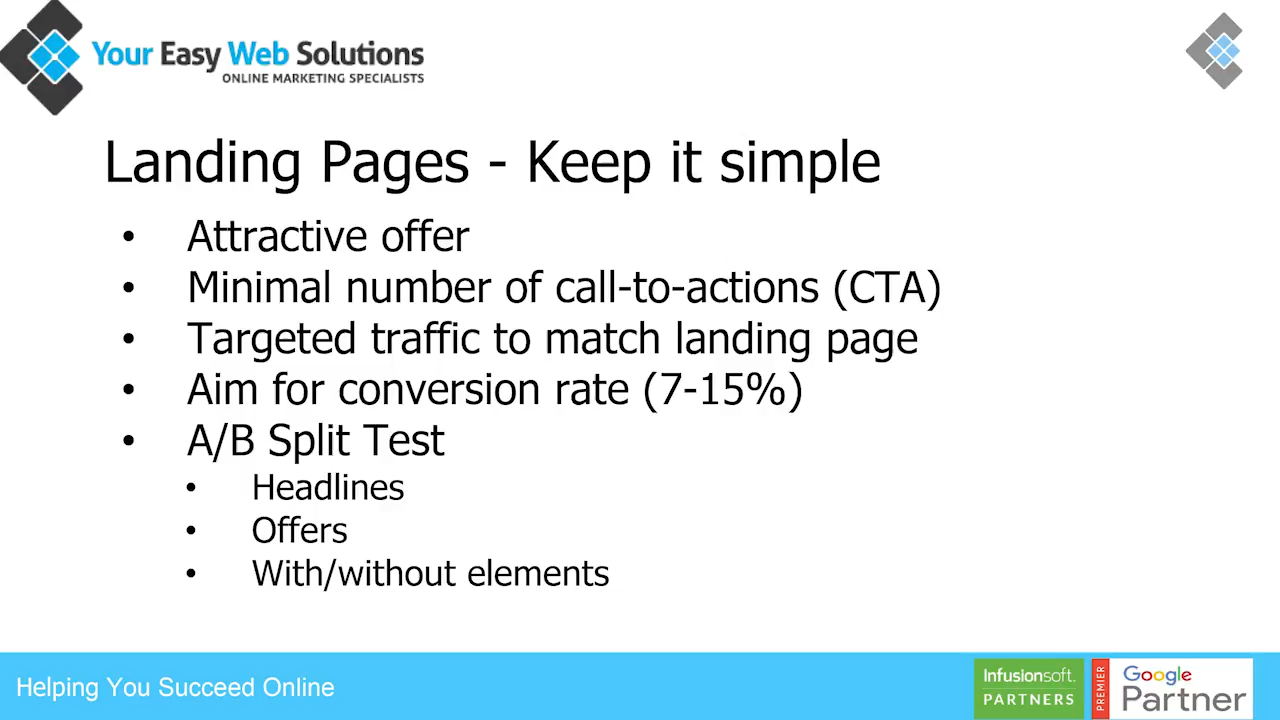 Your Easy Web Solutions
ONLINE MARKETING SPECIALISTS
Landing Pages - Keep it simple
• Attractive offer
• Minimal number of call-to-actions (CTA)
• Targeted traffic to match landing page
• Aim for conversion rate (7-15%)
• A/B Split Test
• Headlines
• Offers
• With/without elements
Helping You Succeed Online
Infusionsoft.
PARTNERS
PREMIER
Google
Partner